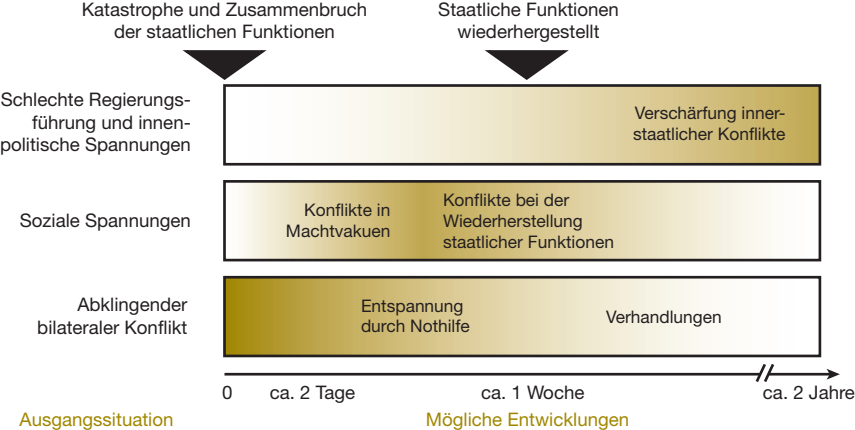 Katastrophe und Zusammenbruch
der staatlichen Funktionen
Staatliche Funktionen
wiederhergestellt
Schlechte Regierungs-
führung und innen-
politische Spannungen
Verschärfung inner-
staatlicher Konflikte
Soziale Spannungen
Konflikte in
Machtvakuen
Konflikte bei der
Wiederherstellung
staatlicher Funktionen
Abklingender
bilateraler Konflikt
Entspannung
durch Nothilfe
Verhandlungen
0
ca. 2 Tage
ca. 1 Woche
ca. 2 Jahre
Ausgangssituation
Mögliche Entwicklungen